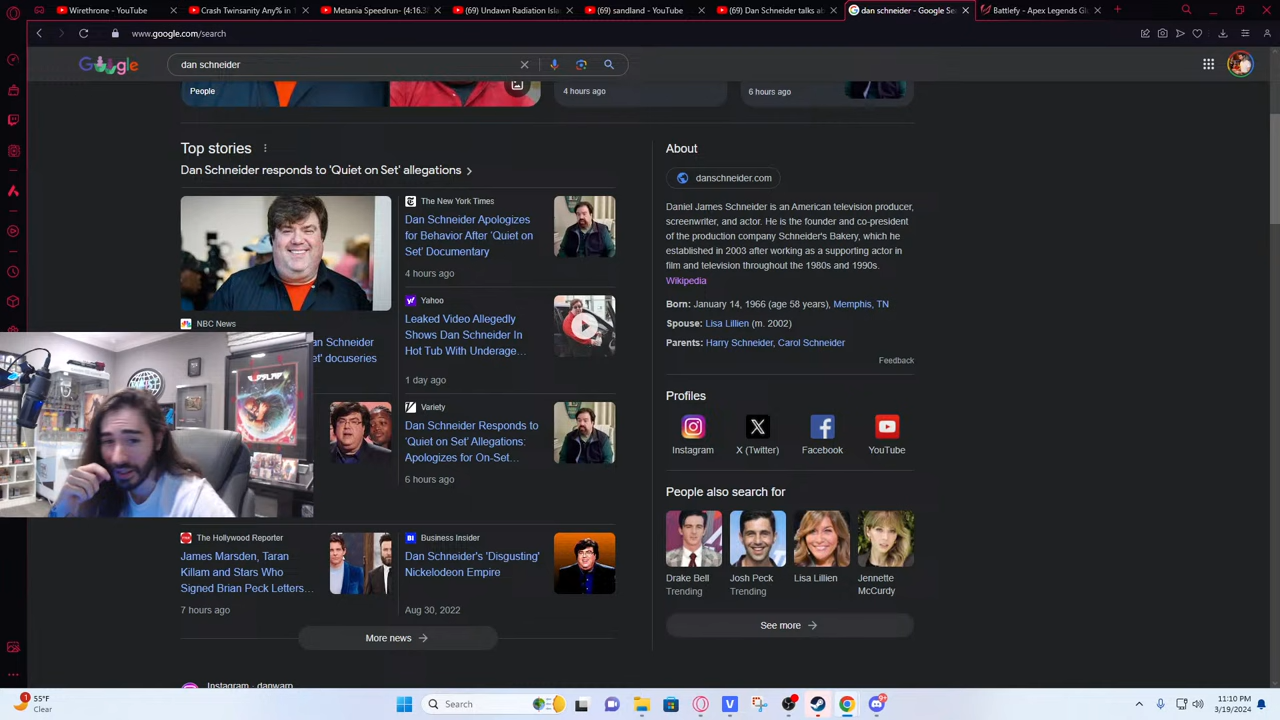 Wirethrone - YouTube
Crash Twinsanity Any% in 1
Metania Speedrun- (4:16.3
(69) Undawn Radiation Isla
(69) sandland - YouTube
(69) Dan Schneider talks ab
dan schneider - Google Se
Battlefy - Apex Legends Gl
www.google.com/search
Google
dan schneider
People
4 hours ago
6 hours ago
Top stories
Dan Schneider responds to 'Quiet on Set' allegations
The New York Times
Dan Schneider Apologizes
for Behavior After 'Quiet on
Set' Documentary
4 hours ago
NBC News
an Schneider
et' docuseries
Yahoo
Leaked Video Allegedly
Shows Dan Schneider In
Hot Tub With Underage…
1 day ago
Variety
Dan Schneider Responds to
'Quiet on Set' Allegations:
Apologizes for On-Set…
6 hours ago
The Hollywood Reporter
James Marsden, Taran
Killam and Stars Who
Signed Brian Peck Letters…
7 hours ago
Business Insider
Dan Schneider's 'Disgusting'
Nickelodeon Empire
Aug 30, 2022
More news
Instagram · danwarp
About
danschneider.com
Daniel James Schneider is an American television producer,
screenwriter, and actor. He is the founder and co-president
of the production company Schneider's Bakery, which he
established in 2003 after working as a supporting actor in
film and television throughout the 1980s and 1990s.
Wikipedia
Born: January 14, 1966 (age 58 years), Memphis, TN
Spouse: Lisa Lillien (m. 2002)
Parents: Harry Schneider, Carol Schneider
Feedback
Profiles
Instagram
X (Twitter)
Facebook
YouTube
People also search for
Drake Bell
Trending
Josh Peck
Trending
Lisa Lillien
Jennette
McCurdy
See more
1
55°F
Clear
Search
11:10 PM
3/19/2024